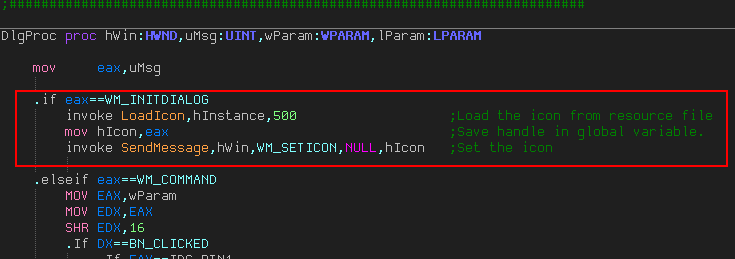 ;########################################################################
DlgProc proc hWin:HWND,uMsg:UINT,wParam:WPARAM,lParam:LPARAM
mov eax,uMsg
.if eax==WM_INITDIALOG
invoke LoadIcon,hInstance,500 ;Load the icon from resource file
mov hIcon,eax ;Save handle in global variable.
invoke SendMessage,hWin,WM_SETICON,NULL,hIcon ;Set the icon
.elseif eax==WM_COMMAND
MOV EAX,wParam
MOV EDX,EAX
SHR EDX,16
.If DX==BN_CLICKED